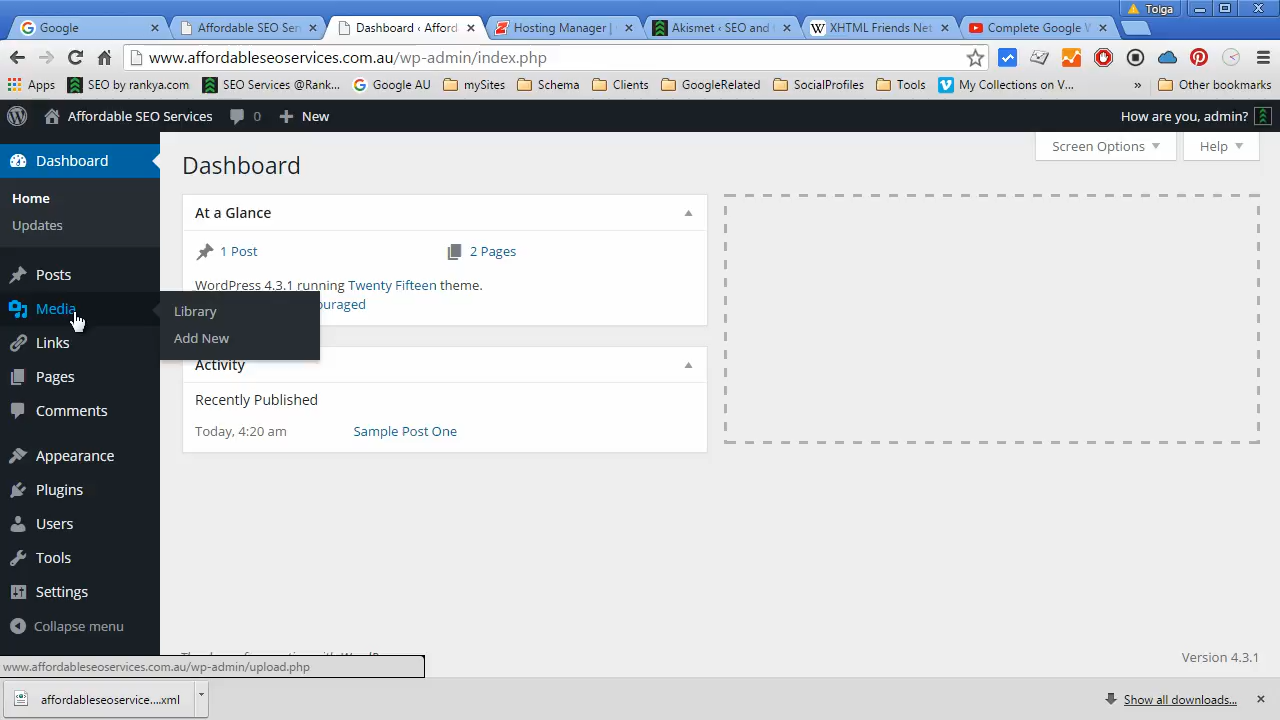 Tolga
Google
Affordable SEO Serv
Dashboard ‹ Afford
Hosting Manager |
Akismet ‹ SEO and
XHTML Friends Net
Complete Google W
www.affordableseoservices.com.au/wp-admin/index.php
Apps
SEO by rankya.com
SEOServices @Rank...
Google AU
mySites
Schema
Clients
GoogleRelated
SocialProfiles
Tools
My Collections on V...
»
Other bookmarks
Affordable SEO Services
0
New
How are you, admin?
Dashboard
Home
Updates
Posts
Media
Links
Pages
Comments
Appearance
Plugins
Users
Tools
Settings
Collapse menu
Library
Add New
Dashboard
Screen Options
Help
At a Glance
1 Post
2 Pages
WordPress 4.3.1 running Twenty Fifteen theme.
ouraged
Activity
Recently Published
Today, 4:20 am
Sample Post One
Version 4.3.1
www.affordableseoservices.com.au/wp-admin/upload.php
affordableseoservice....xml
Show all downloads...